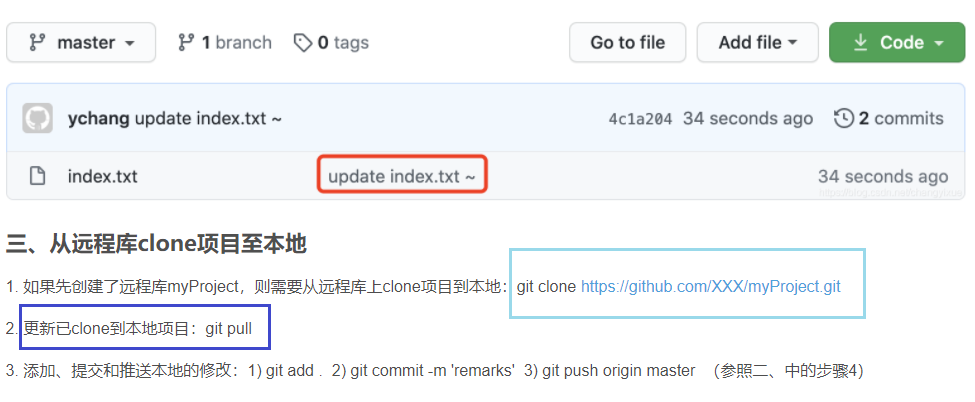 master 1 branch 0 tags Go to file Add file Code
ychang update index.txt ~ 4c1a204 34 seconds ago 2 commits
index.txt update index.txt ~ 34 seconds ago
三、从远程库clone项目至本地
1. 如果先创建了远程库myProject，则需要从远程库上clone项目到本地：git clone https://github.com/XXX/myProject.git
2. 更新已clone到本地项目：git pull
3. 添加、提交和推送本地的修改：1) git add . 2) git commit -m 'remarks' 3) git push origin master （参照二、中的步骤4）